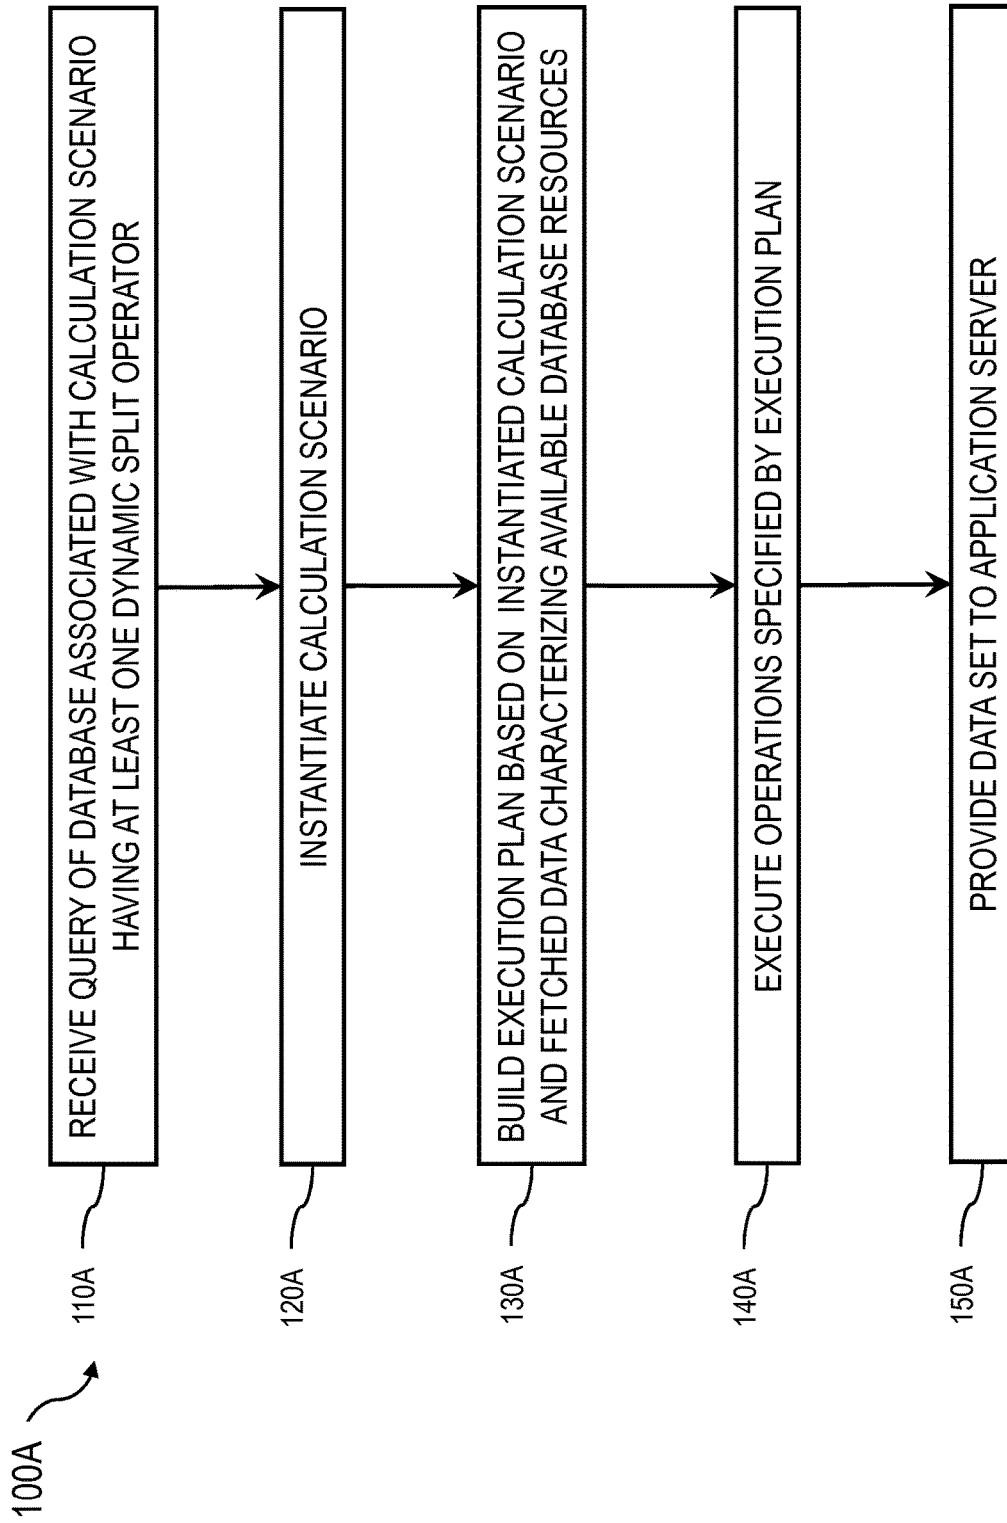 100A
110A
RECEIVE QUERY OF DATABASE ASSOCIATED WITH CALCULATION SCENARIO
HAVING AT LEAST ONE DYNAMIC SPLIT OPERATOR
120A
INSTANTIATE CALCULATION SCENARIO
130A
BUILD EXECUTION PLAN BASED ON INSTANTIATED CALCULATION SCENARIO
AND FETCHED DATA CHARACTERIZING AVAILABLE DATABASE RESOURCES
140A
EXECUTE OPERATIONS SPECIFIED BY EXECUTION PLAN
150A
PROVIDE DATA SET TO APPLICATION SERVER